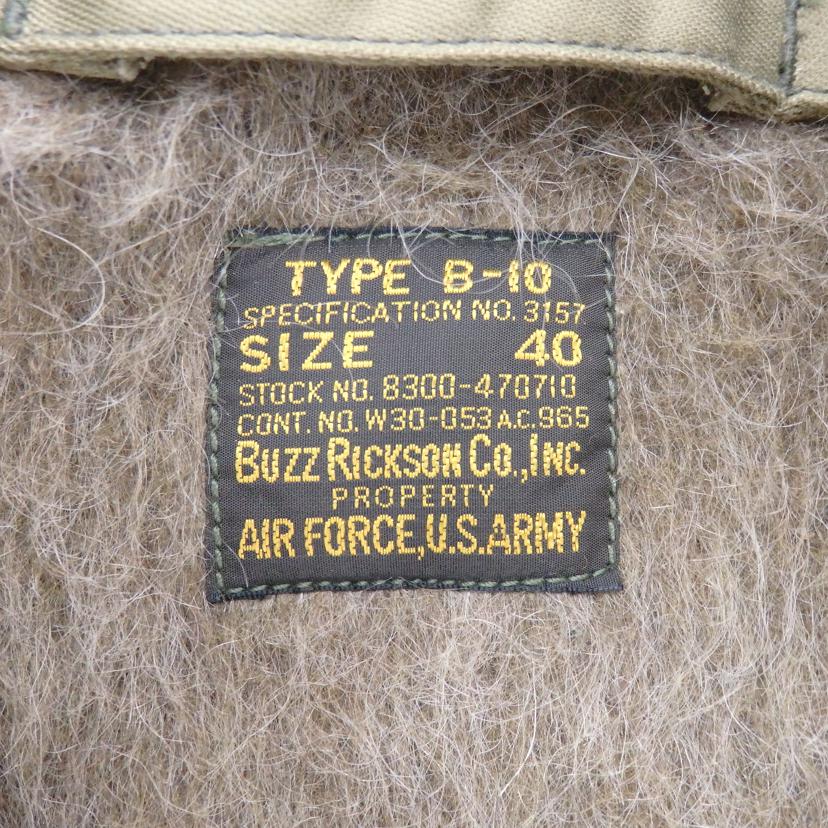 TYPE B-10
SPECIFICATION NO. 3157
SIZE 40
STOCK NO. 8300-470710
CONT. NO. W30-053 A.C. 965
BUZZ RICKSON CO., INC.
PROPERTY
AIR FORCE, U.S. ARMY